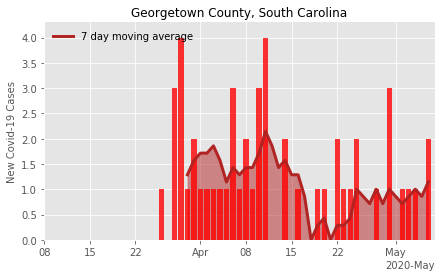 Georgetown County, South Carolina
7 day moving average
New Covid-19 Cases
4.0
3.5
3.0
2.5
2.0
1.5
1.0
0.5
0.0
08 15 22 Apr 08 15 22 May
2020-May